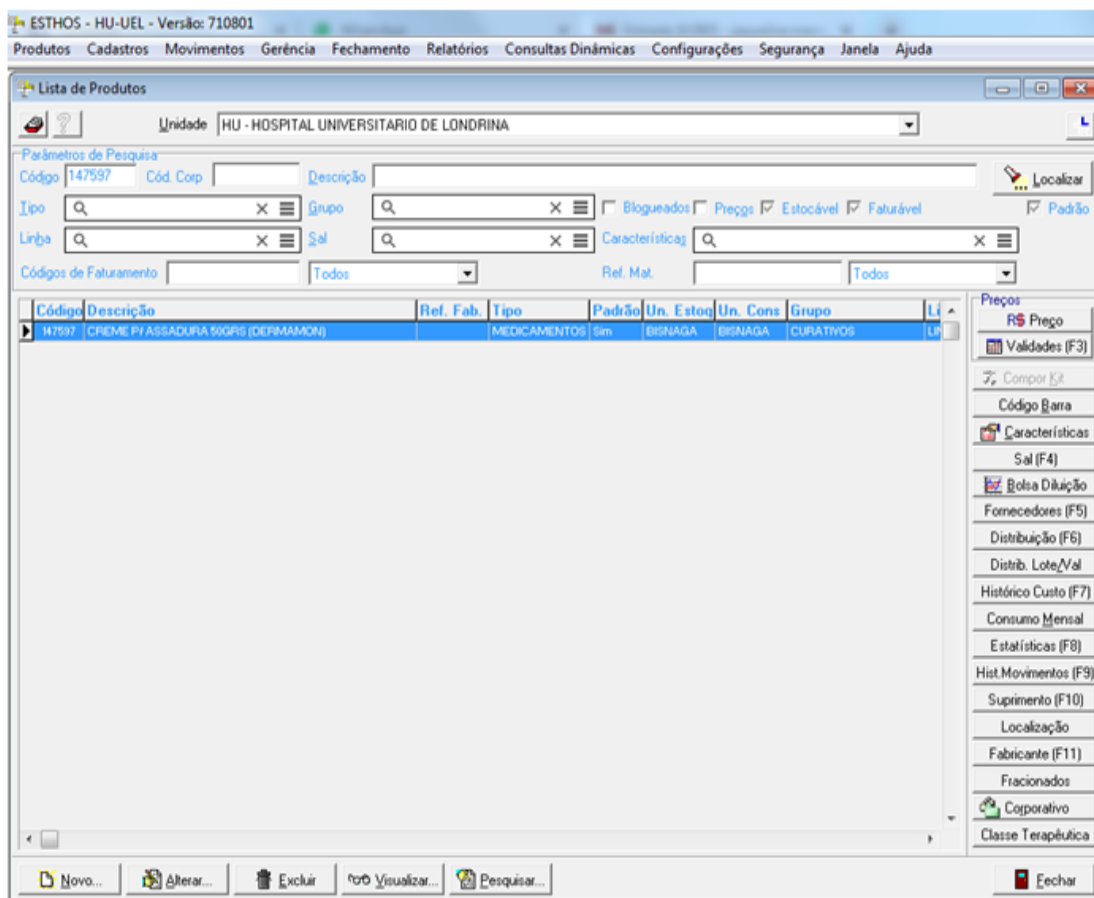 ESTHOS - HU-UEL - Versão: 710801
Produtos Cadastros Movimentos Gerência Fechamento Relatórios Consultas Dinâmicas Configurações Segurança Janela Ajuda
Lista de Produtos
Unidade HU - HOSPITAL UNIVERSITARIO DE LONDRINA
Parâmetros de Pesquisa
Código 147597 Cód. Corp Descrição Localizar
Tipo Grupo Blogueados Preços Estocável Faturável Padrão
Linha Sal Características
Códigos de Faturamento Todos Ref. Mat. Todos
Código Descrição Ref. Fab. Tipo Padrão Un. Estoq Un. Cons Grupo Li
147597 CREME P/ ASSADURA 50GRS (DERMAMON) MEDICAMENTOS Sim BISNAGA BISNAGA CURATIVOS LIN
Preços
R$ Preço
Validades (F3)
Compor Kit
Código Barra
Características
Sal (F4)
Bolsa Diluição
Fornecedores (F5)
Distribuição (F6)
Distrib. Lote/Val
Histórico Custo (F7)
Consumo Mensal
Estatísticas (F8)
Hist.Movimentos (F9)
Suprimento (F10)
Localização
Fabricante (F11)
Fracionados
Corporativo
Classe Terapêutica
Novo... Alterar... Excluir Visualizar... Pesquisar... Fechar